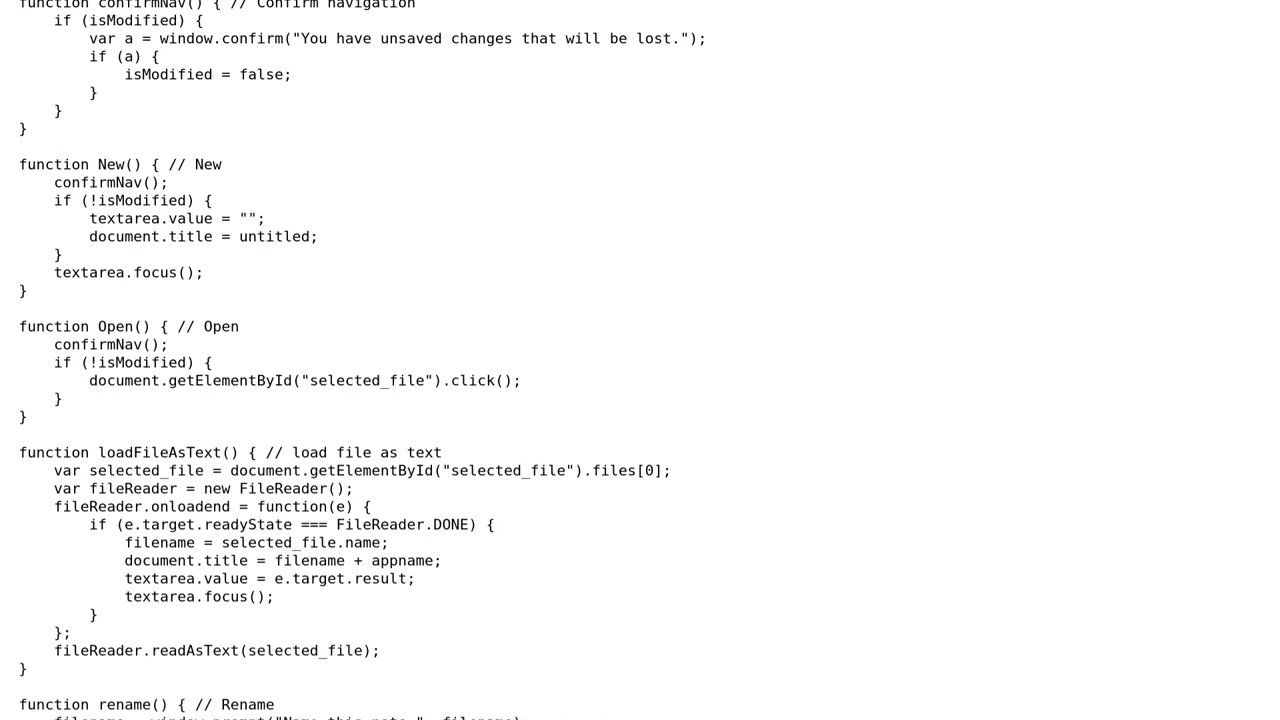 function confirmNav() { // Confirm navigation
    if (isModified) {
        var a = window.confirm("You have unsaved changes that will be lost.");
        if (a) {
            isModified = false;
        }
    }
}

function New() { // New
    confirmNav();
    if (!isModified) {
        textarea.value = "";
        document.title = untitled;
    }
    textarea.focus();
}

function Open() { // Open
    confirmNav();
    if (!isModified) {
        document.getElementById("selected_file").click();
    }
}

function loadFileAsText() { // load file as text
    var selected_file = document.getElementById("selected_file").files[0];
    var fileReader = new FileReader();
    fileReader.onloadend = function(e) {
        if (e.target.readyState === FileReader.DONE) {
            filename = selected_file.name;
            document.title = filename + appname;
            textarea.value = e.target.result;
            textarea.focus();
        }
    };
    fileReader.readAsText(selected_file);
}

function rename() { // Rename